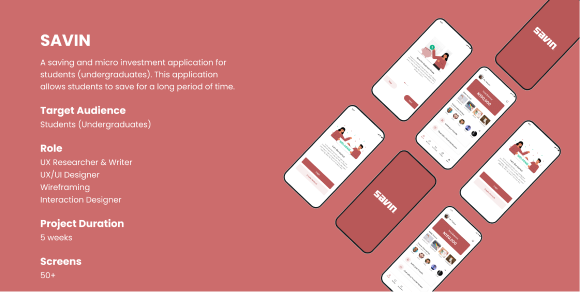 SAVIN
A saving and micro investment application for
students (undergraduates). This application
allows students to save for a long period of time.
Target Audience
Students (Undergraduates)
Role
UX Researcher & Writer
UX/UI Designer
Wireframing
Interaction Designer
Project Duration
5 weeks
Screens
50+
SAVIN
SAVIN